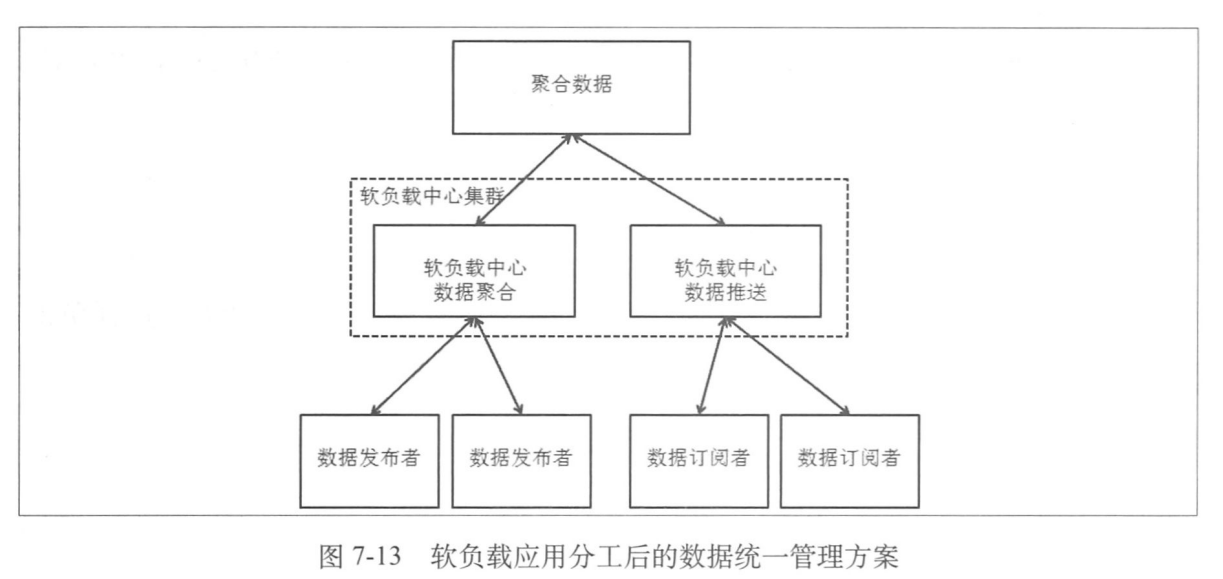 聚合数据
软负载中心集群
软负载中心
数据聚合
软负载中心
数据推送
数据发布者
数据发布者
数据订阅者
数据订阅者
图 7-13 软负载应用分工后的数据统一管理方案